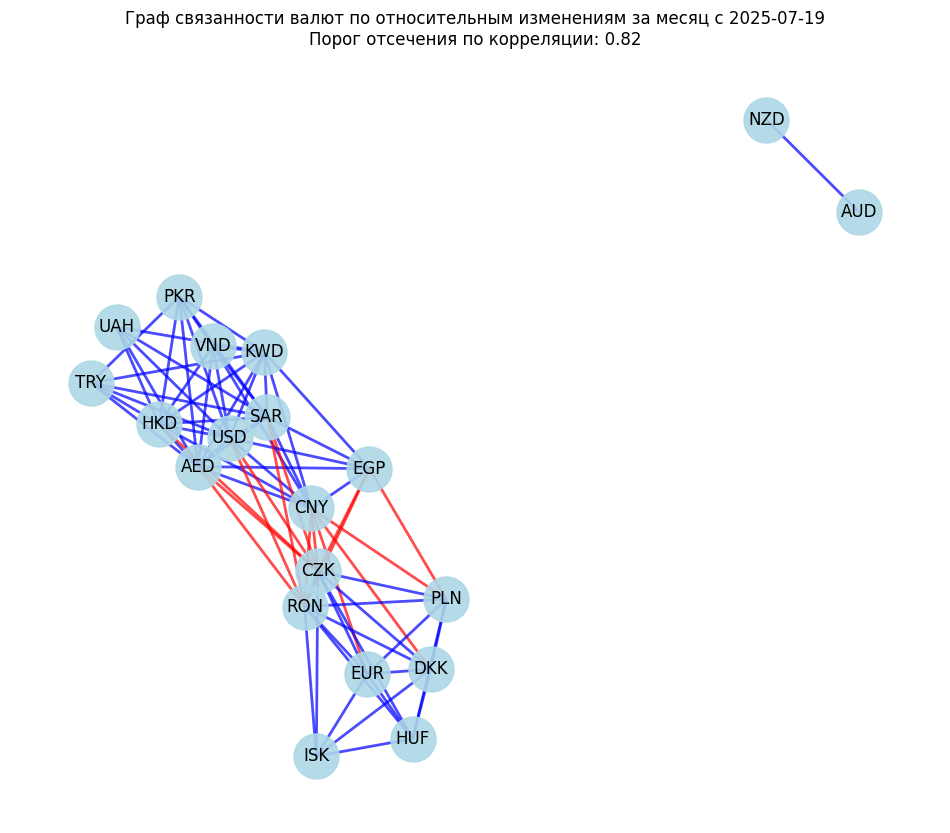 Граф связанности валют по относительным изменениям за месяц с 2025-07-19
Порог отсечения по корреляции: 0.82
NZD
AUD
PKR
UAH
VND
KWD
TRY
SAR
HKD
USD
AED
EGP
CNY
CZK
PLN
RON
EUR
DKK
HUF
ISK